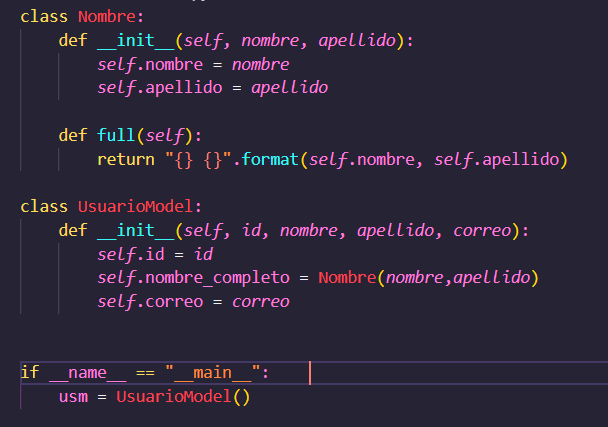 class Nombre:
    def __init__(self, nombre, apellido):
        self.nombre = nombre
        self.apellido = apellido

    def full(self):
        return "{} {}".format(self.nombre, self.apellido)

class UsuarioModel:
    def __init__(self, id, nombre, apellido, correo):
        self.id = id
        self.nombre_completo = Nombre(nombre,apellido)
        self.correo = correo


if __name__ == "__main__":
    usm = UsuarioModel()